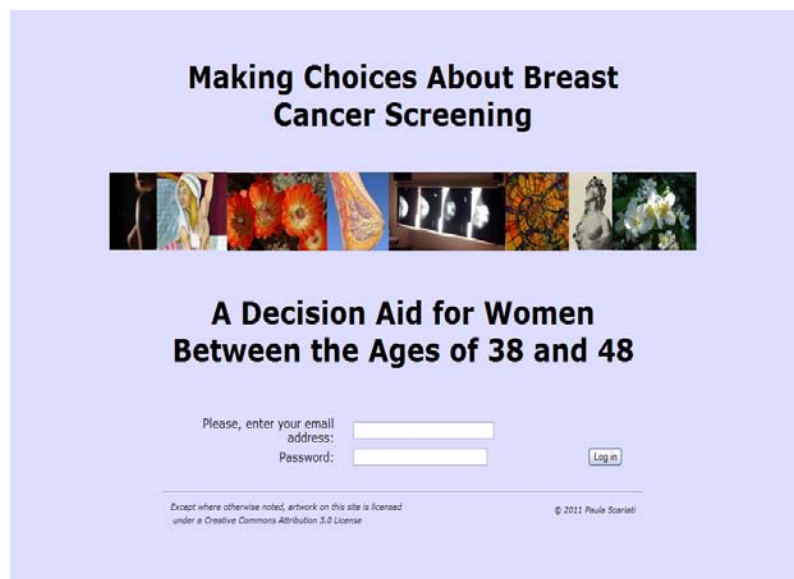 Making Choices About Breast
Cancer Screening
A Decision Aid for Women
Between the Ages of 38 and 48
Please, enter your email
address:
Password:
Log in
Except where otherwise noted, artwork on this site is licensed
under a Creative Commons Attribution 3.0 License
© 2011 Paula Scariati